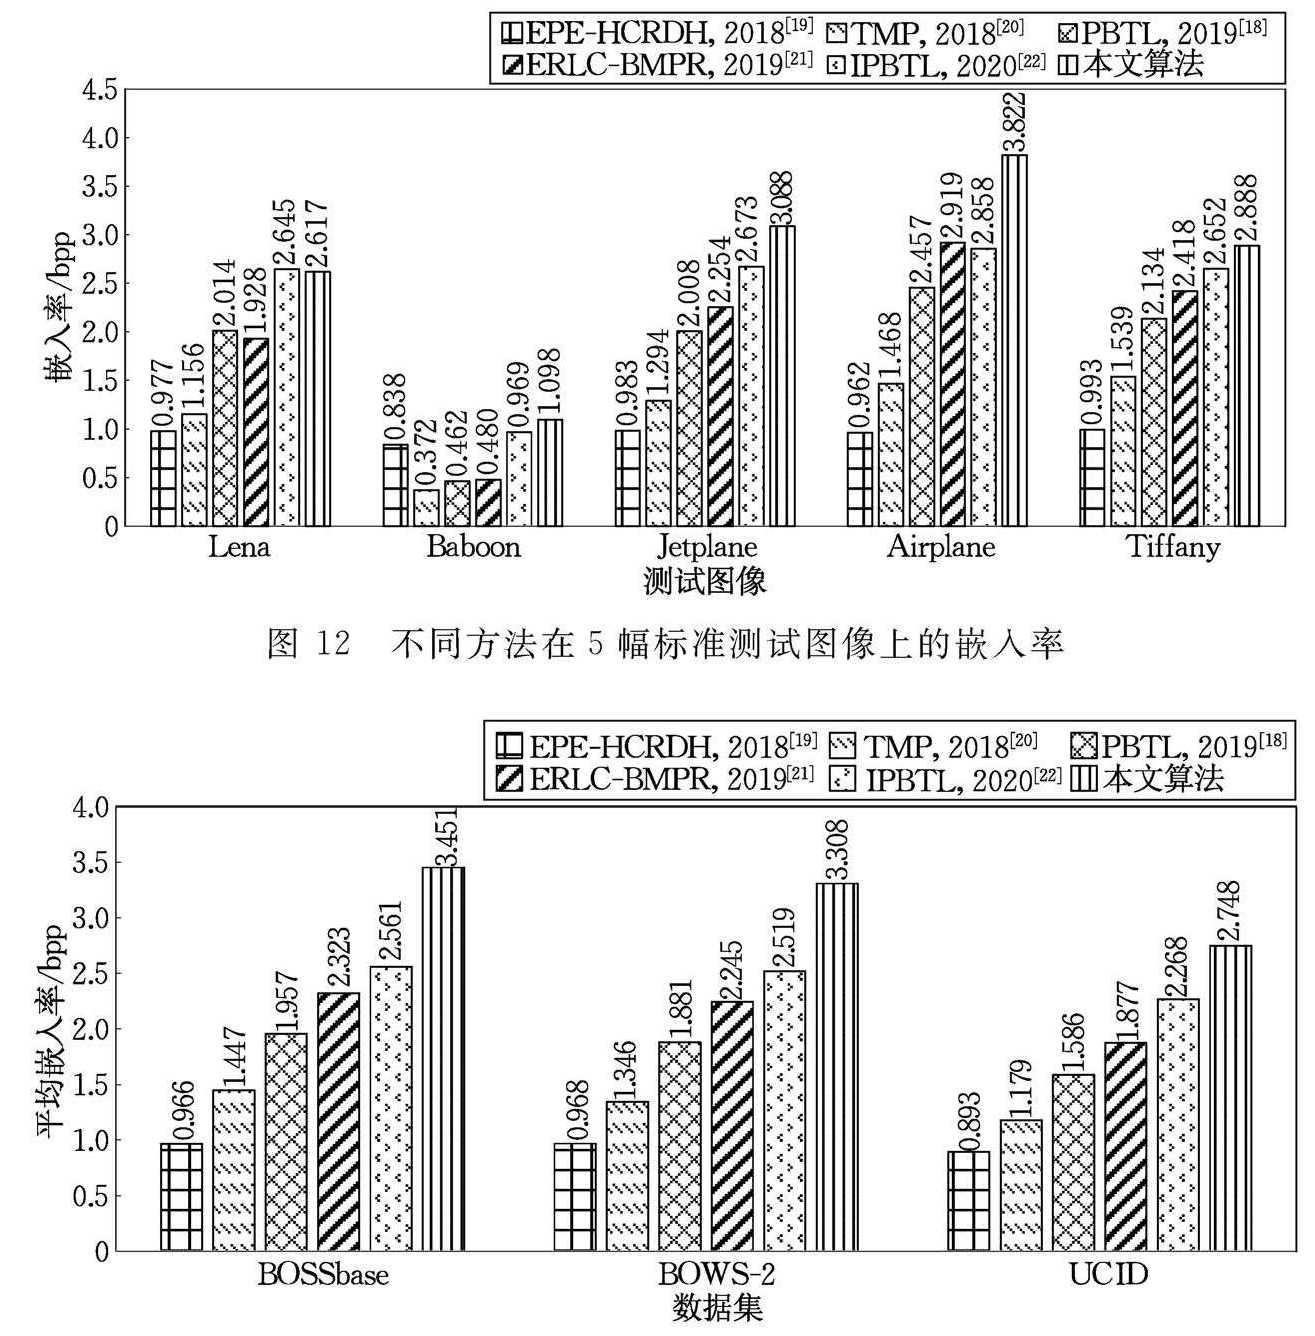 EPE-HCRDH, 2018[19] TMP, 2018[20] PBTL, 2019[18]
ERLC-BMPR, 2019[21] IPBTL, 2020[22] 本文算法
4.5
4.0
3.5
3.0
2.5
2.0
1.5
1.0
0.5
0
嵌入率/bpp
0.977 1.156 2.014 1.928 2.645 2.617
0.838 0.372 0.462 0.480 0.969 1.098
0.983 1.294 2.008 2.254 2.673 3.088
0.962 1.468 2.457 2.919 2.858 3.822
0.993 1.539 2.134 2.418 2.652 2.888
Lena Baboon Jetplane Airplane Tiffany
测试图像
图 12 不同方法在 5 幅标准测试图像上的嵌入率
EPE-HCRDH, 2018[19] TMP, 2018[20] PBTL, 2019[18]
ERLC-BMPR, 2019[21] IPBTL, 2020[22] 本文算法
4.0
3.5
3.0
2.5
2.0
1.5
1.0
0.5
0
平均嵌入率/bpp
0.966 1.447 1.957 2.323 2.561 3.451
0.968 1.346 1.881 2.245 2.519 3.308
0.893 1.179 1.586 1.877 2.268 2.748
BOSSbase BOWS-2 UCID
数据集